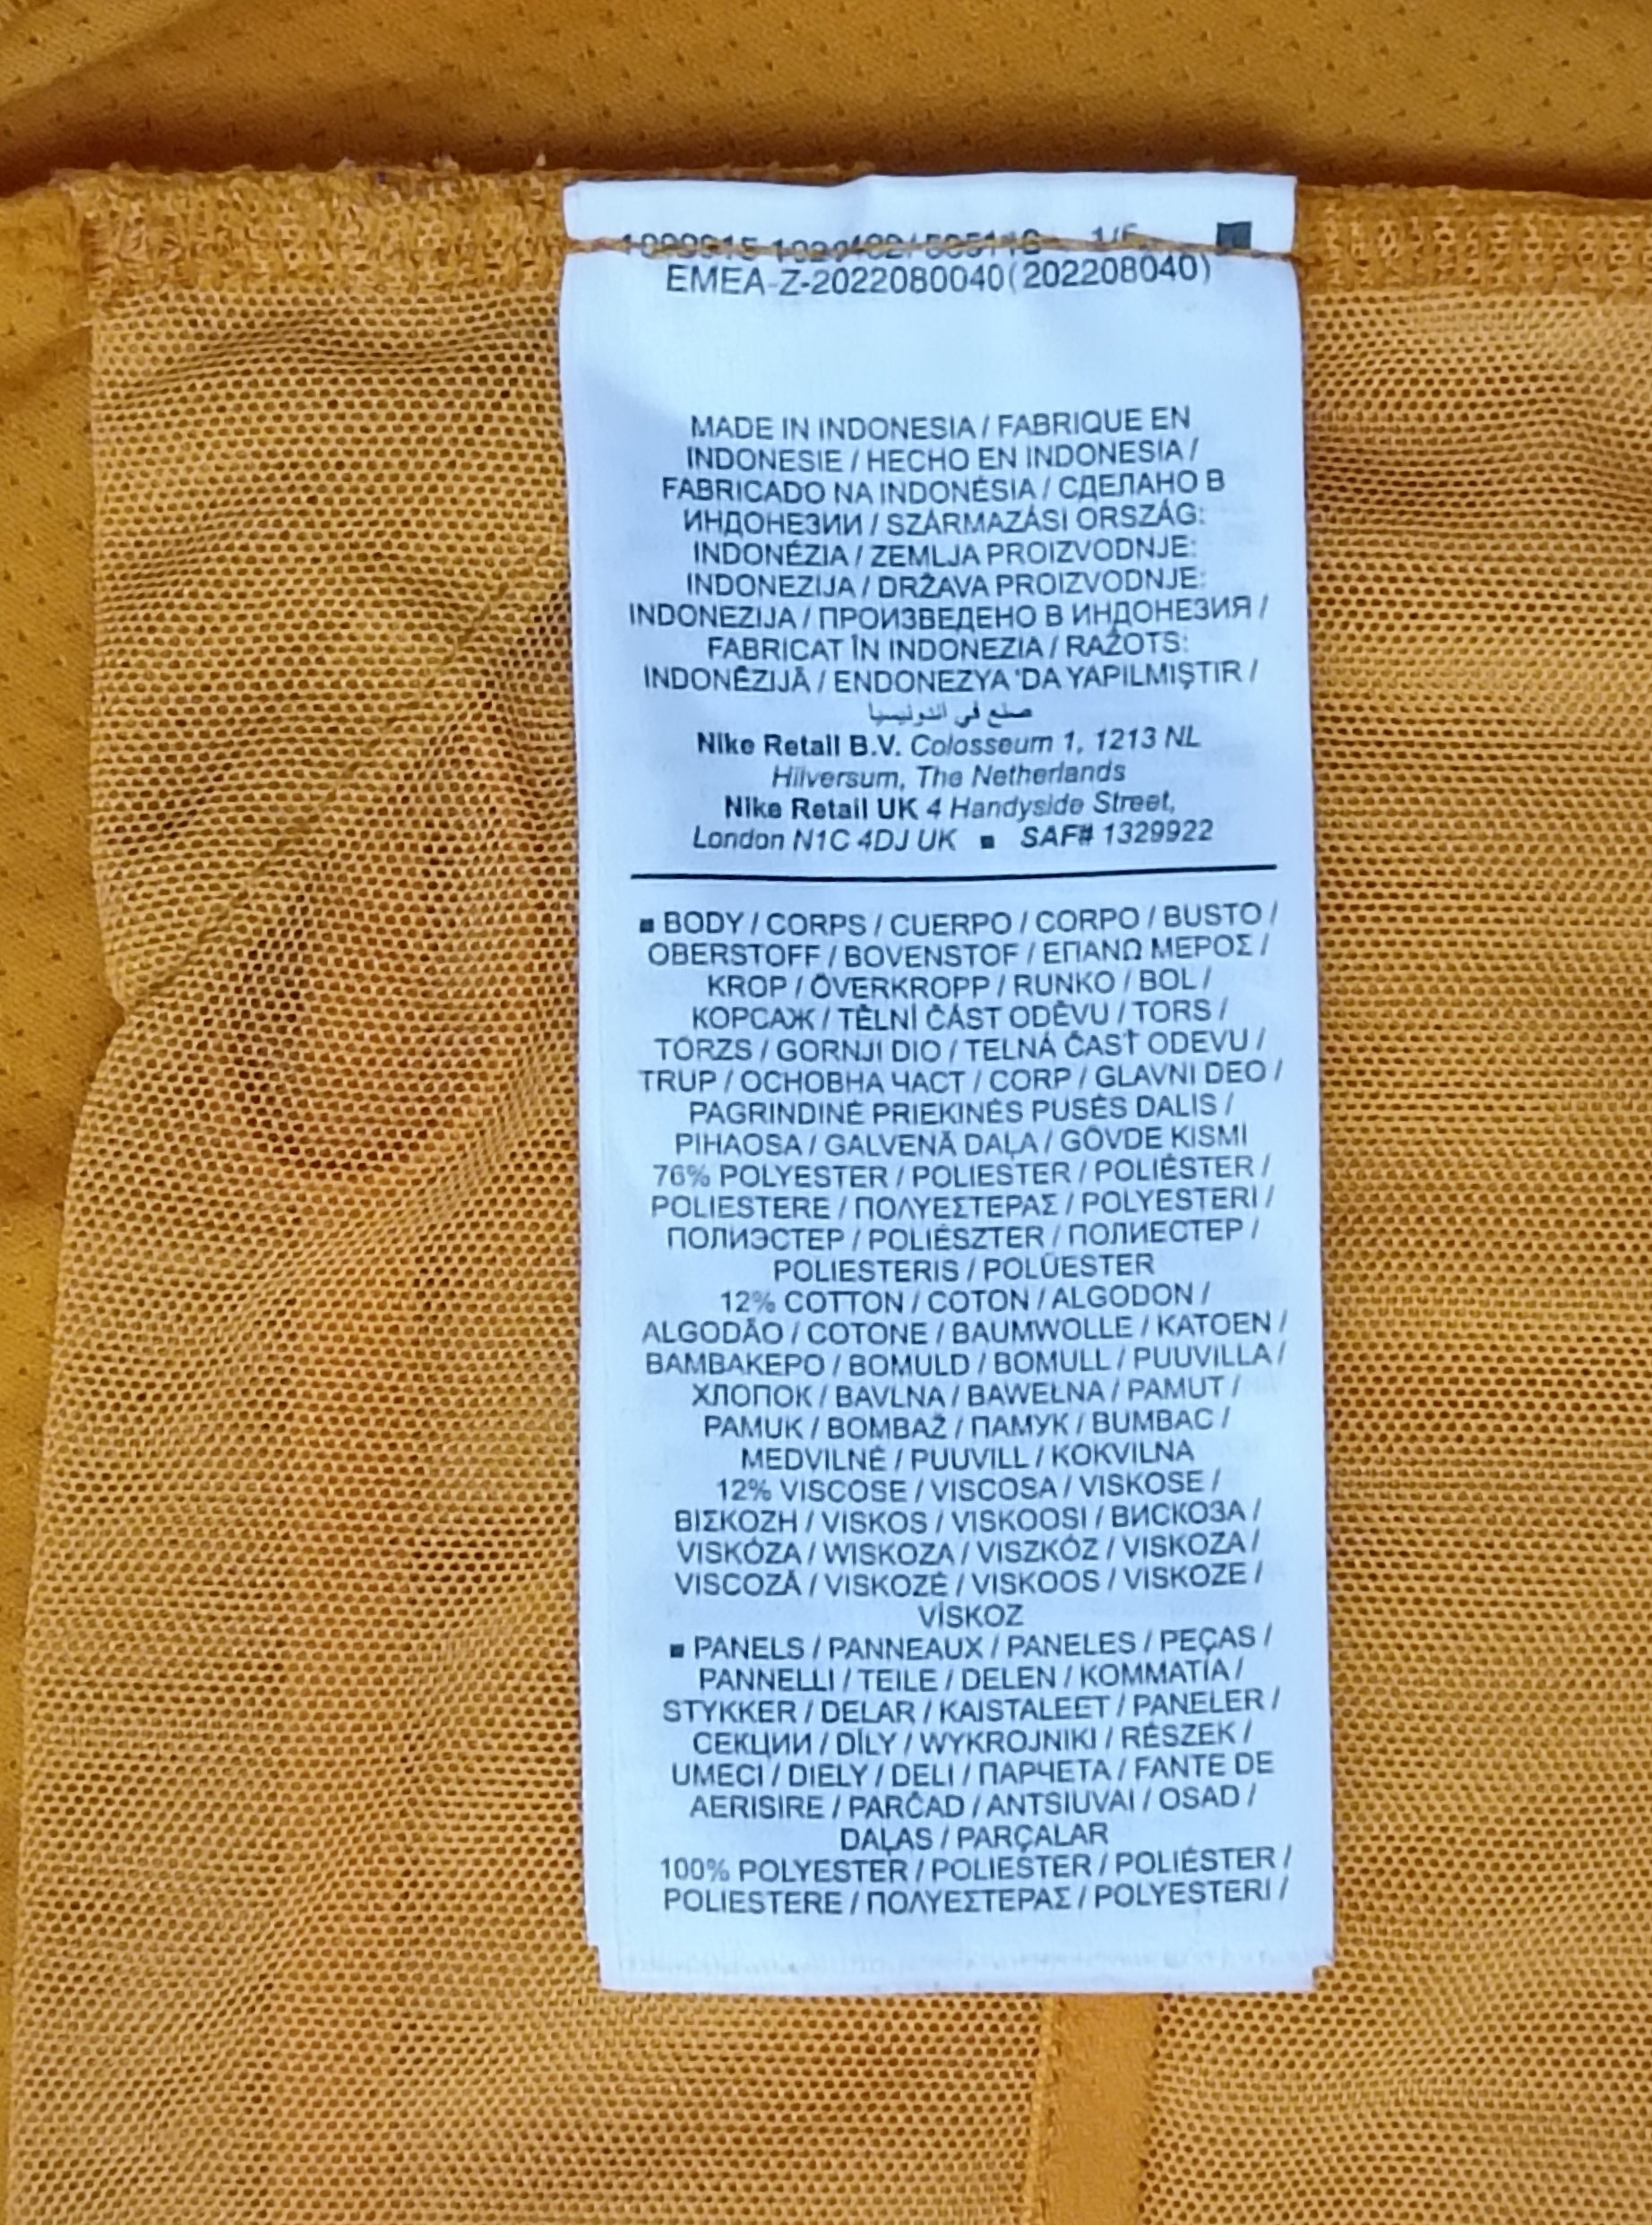 EMEA-Z-2022080040(202208040)
MADE IN INDONESIA / FABRIQUE EN
INDONESIE / HECHO EN INDONESIA /
FABRICADO NA INDONÉSIA / СДЕЛАНО В
ИНДОНЕЗИИ / SZÁRMAZÁSI ORSZÁG:
INDONÉZIA / ZEMLJA PROIZVODNJE:
INDONEZIJA / DRŽAVA PROIZVODNJE:
INDONEZIJA / ПРОИЗВЕДЕНО В ИНДОНЕЗИЯ /
FABRICAT ÎN INDONEZIA / RAŽOTS:
INDONĒZIJĀ / ENDONEZYA 'DA YAPILMIŞTIR /
صنع في اندونيسيا
Nike Retail B.V. Colosseum 1, 1213 NL
Hilversum, The Netherlands
Nike Retail UK 4 Handyside Street,
London N1C 4DJ UK ■ SAF# 1329922
■ BODY / CORPS / CUERPO / CORPO / BUSTO /
OBERSTOFF / BOVENSTOF / ΕΠΑΝΩ ΜΕΡΟΣ /
KROP / ÖVERKROPP / RUNKO / BOL /
КОРСАЖ / TĚLNÍ ČÁST ODĚVU / TORS /
TÖRZS / GORNJI DIO / TELNÁ ČASŤ ODEVU /
TRUP / ОСНОВНА ЧАСТ / CORP / GLAVNI DEO /
PAGRINDINĖ PRIEKINĖS PUSĖS DALIS /
PIHAOSA / GALVENĀ DAĻA / GÖVDE KISMI
76% POLYESTER / POLIESTER / POLIÉSTER /
POLIESTERE / ΠΟΛΥΕΣΤΕΡΑΣ / POLYESTERI /
ПОЛИЭСТЕР / POLIÉSZTER / ПОЛИЕСТЕР /
POLIESTERIS / POLÜESTER
12% COTTON / COTON / ALGODON /
ALGODÃO / COTONE / BAUMWOLLE / KATOEN /
ΒΑΜΒΑΚΕΡΟ / BOMULD / BOMULL / PUUVILLA /
ХЛОПОК / BAVLNA / BAWEŁNA / PAMUT /
PAMUK / BOMBAŽ / ПАМУК / BUMBAC /
MEDVILNĖ / PUUVILL / KOKVILNA
12% VISCOSE / VISCOSA / VISKOSE /
ΒΙΣΚΟΖΗ / VISKOS / VISKOOSI / ВИСКОЗА /
VISKÓZA / WISKOZA / VISZKÓZ / VISKOZA /
VISCOZĂ / VISKOZĖ / VISKOOS / VISKOZE /
VİSKOZ
■ PANELS / PANNEAUX / PANELES / PEÇAS /
PANNELLI / TEILE / DELEN / ΚΟΜΜΑΤΙΑ /
STYKKER / DELAR / KAISTALEET / PANELER /
СЕКЦИИ / DÍLY / WYKROJNIKI / RÉSZEK /
UMECI / DIELY / DELI / ПАРЧЕТА / FANTE DE
AERISIRE / PARČAD / ANTSIUVAI / OSAD /
DAĻAS / PARÇALAR
100% POLYESTER / POLIESTER / POLIÉSTER /
POLIESTERE / ΠΟΛΥΕΣΤΕΡΑΣ / POLYESTERI /